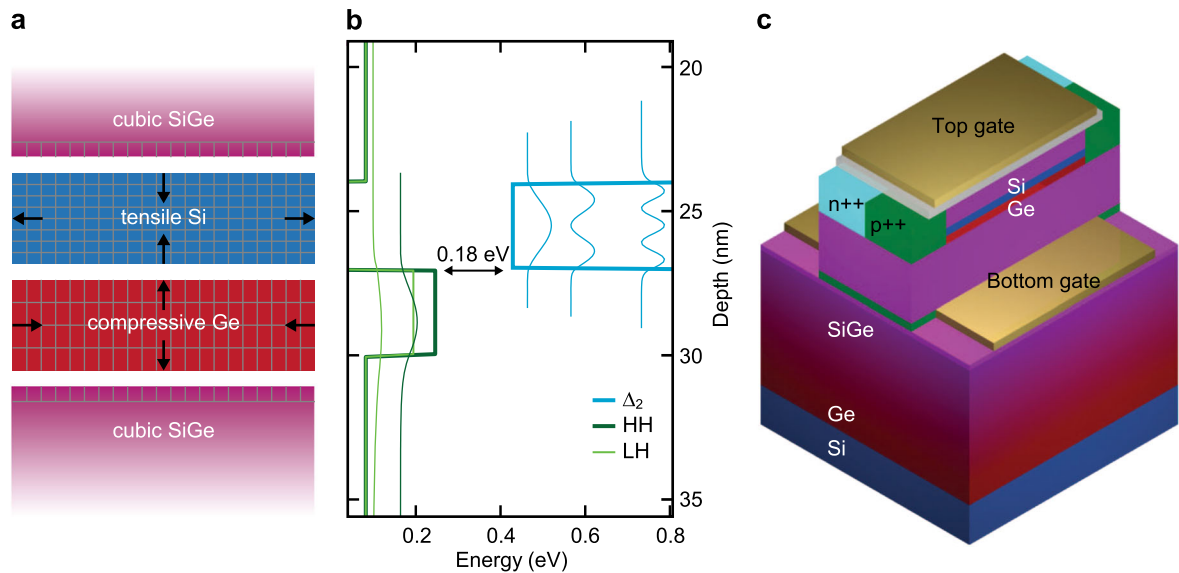 a
cubic SiGe
tensile Si
compressive Ge
cubic SiGe
b
20
25
30
35
Depth (nm)
0.18 eV
Δ₂
HH
LH
0.2
0.4
0.6
0.8
Energy (eV)
c
Top gate
Si
Ge
n++
p++
Bottom gate
SiGe
Ge
Si